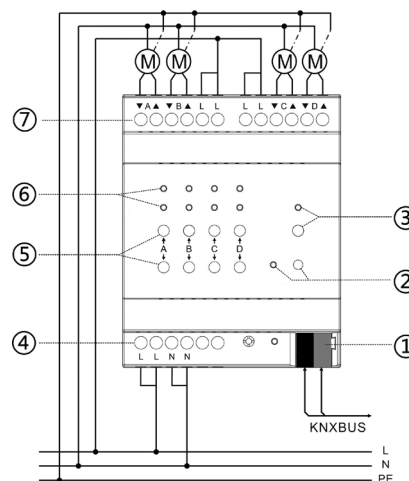 M M M M
▼A▲ ▼B▲ L L L L ▼C▲ ▼D▲
⑦
⑥
③
⑤
A B C D
②
④
①
L L N N
KNXBUS
L
N
PE